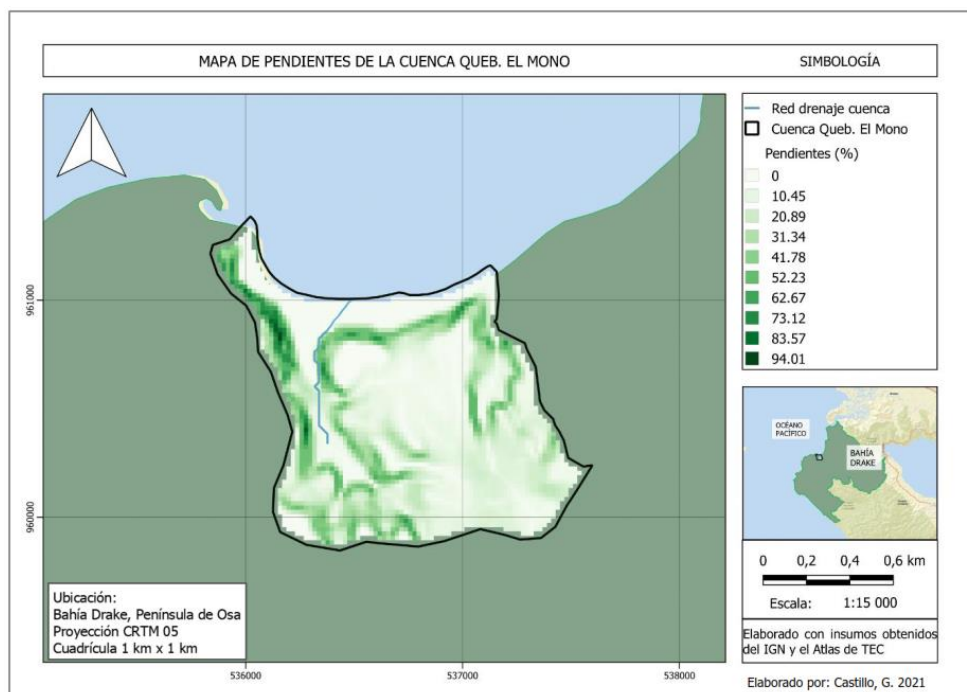 MAPA DE PENDIENTES DE LA CUENCA QUEB. EL MONO
SIMBOLOGÍA
Red drenaje cuenca
Cuenca Queb. El Mono
Pendientes (%)
0
10.45
20.89
31.34
41.78
52.23
62.67
73.12
83.57
94.01
961000
960000
OCÉANO
PACÍFICO
BAHÍA
DRAKE
0 0,2 0,4 0,6 km
Escala: 1:15 000
Ubicación:
Bahía Drake, Península de Osa
Proyección CRTM 05
Cuadrícula 1 km x 1 km
Elaborado con insumos obtenidos
del IGN y el Atlas de TEC
536000 537000 538000
Elaborado por: Castillo, G. 2021